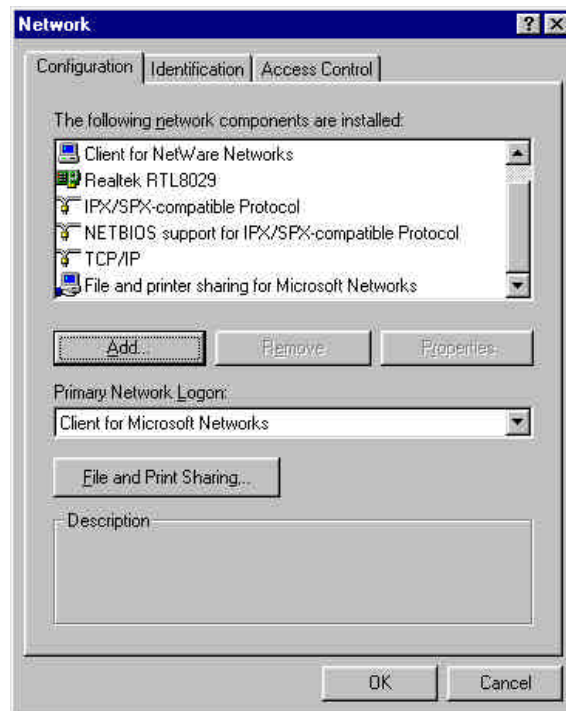 Network
Configuration Identification Access Control
The following network components are installed:
Client for NetWare Networks
Realtek RTL8029
IPX/SPX-compatible Protocol
NETBIOS support for IPX/SPX-compatible Protocol
TCP/IP
File and printer sharing for Microsoft Networks
Add... Remove Properties
Primary Network Logon:
Client for Microsoft Networks
File and Print Sharing...
Description
OK Cancel